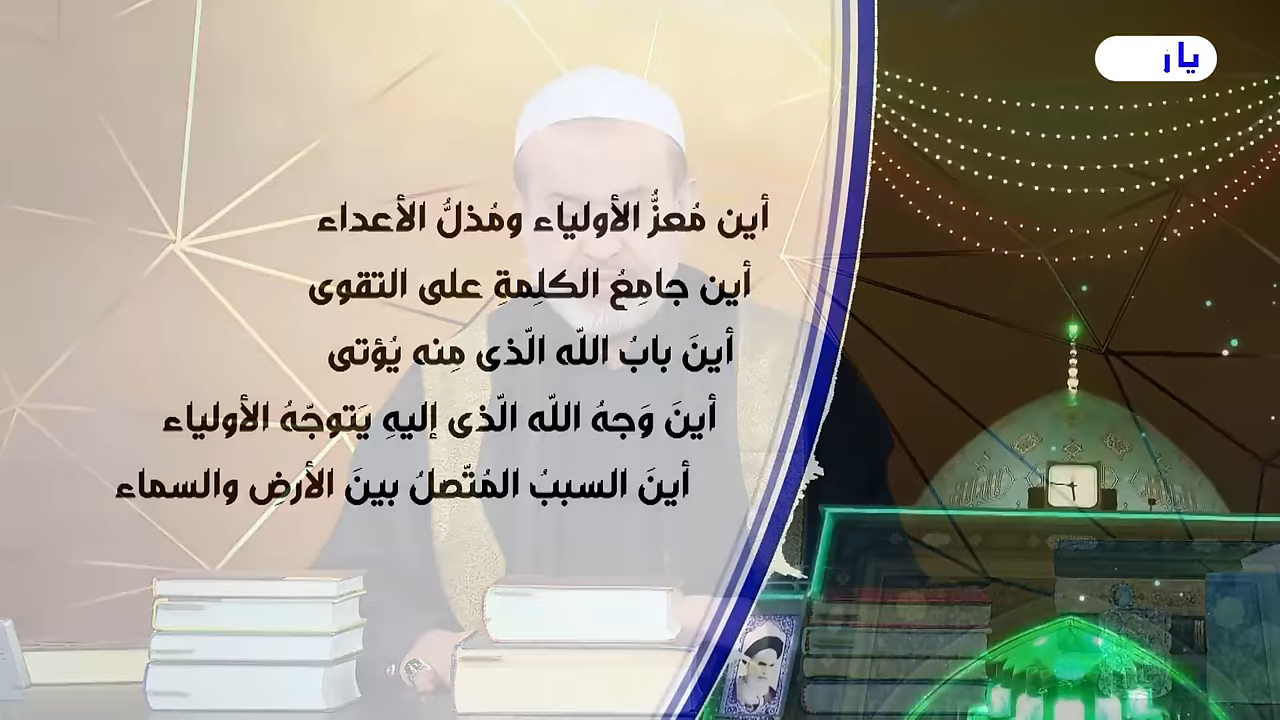 يا ز
أين مُعزُّ الأولياء ومُذلُّ الأعداء
أين جامِعُ الكلِمةِ على التقوى
أينَ بابُ اللّه الّذى مِنه يُؤتى
أينَ وَجهُ اللّه الّذى إليهِ يَتوجّهُ الأولياء
أينَ السببُ المُتّصلُ بينَ الأرضِ والسماء